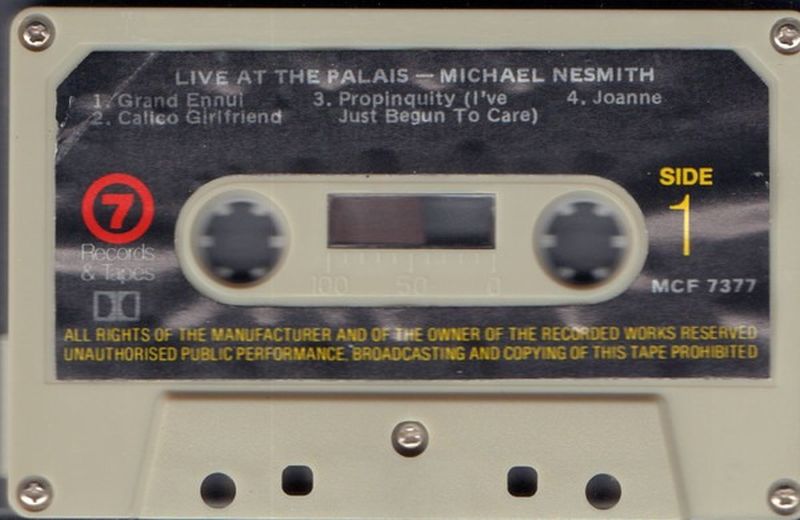 LIVE AT THE PALAIS — MICHAEL NESMITH
1. Grand Ennui
2. Calico Girlfriend
3. Propinquity (I've
Just Begun To Care)
4. Joanne
7
Records
& Tapes
SIDE
1
MCF 7377
100 50 0
ALL RIGHTS OF THE MANUFACTURER AND OF THE OWNER OF THE RECORDED WORKS RESERVED
UNAUTHORISED PUBLIC PERFORMANCE, BROADCASTING AND COPYING OF THIS TAPE PROHIBITED